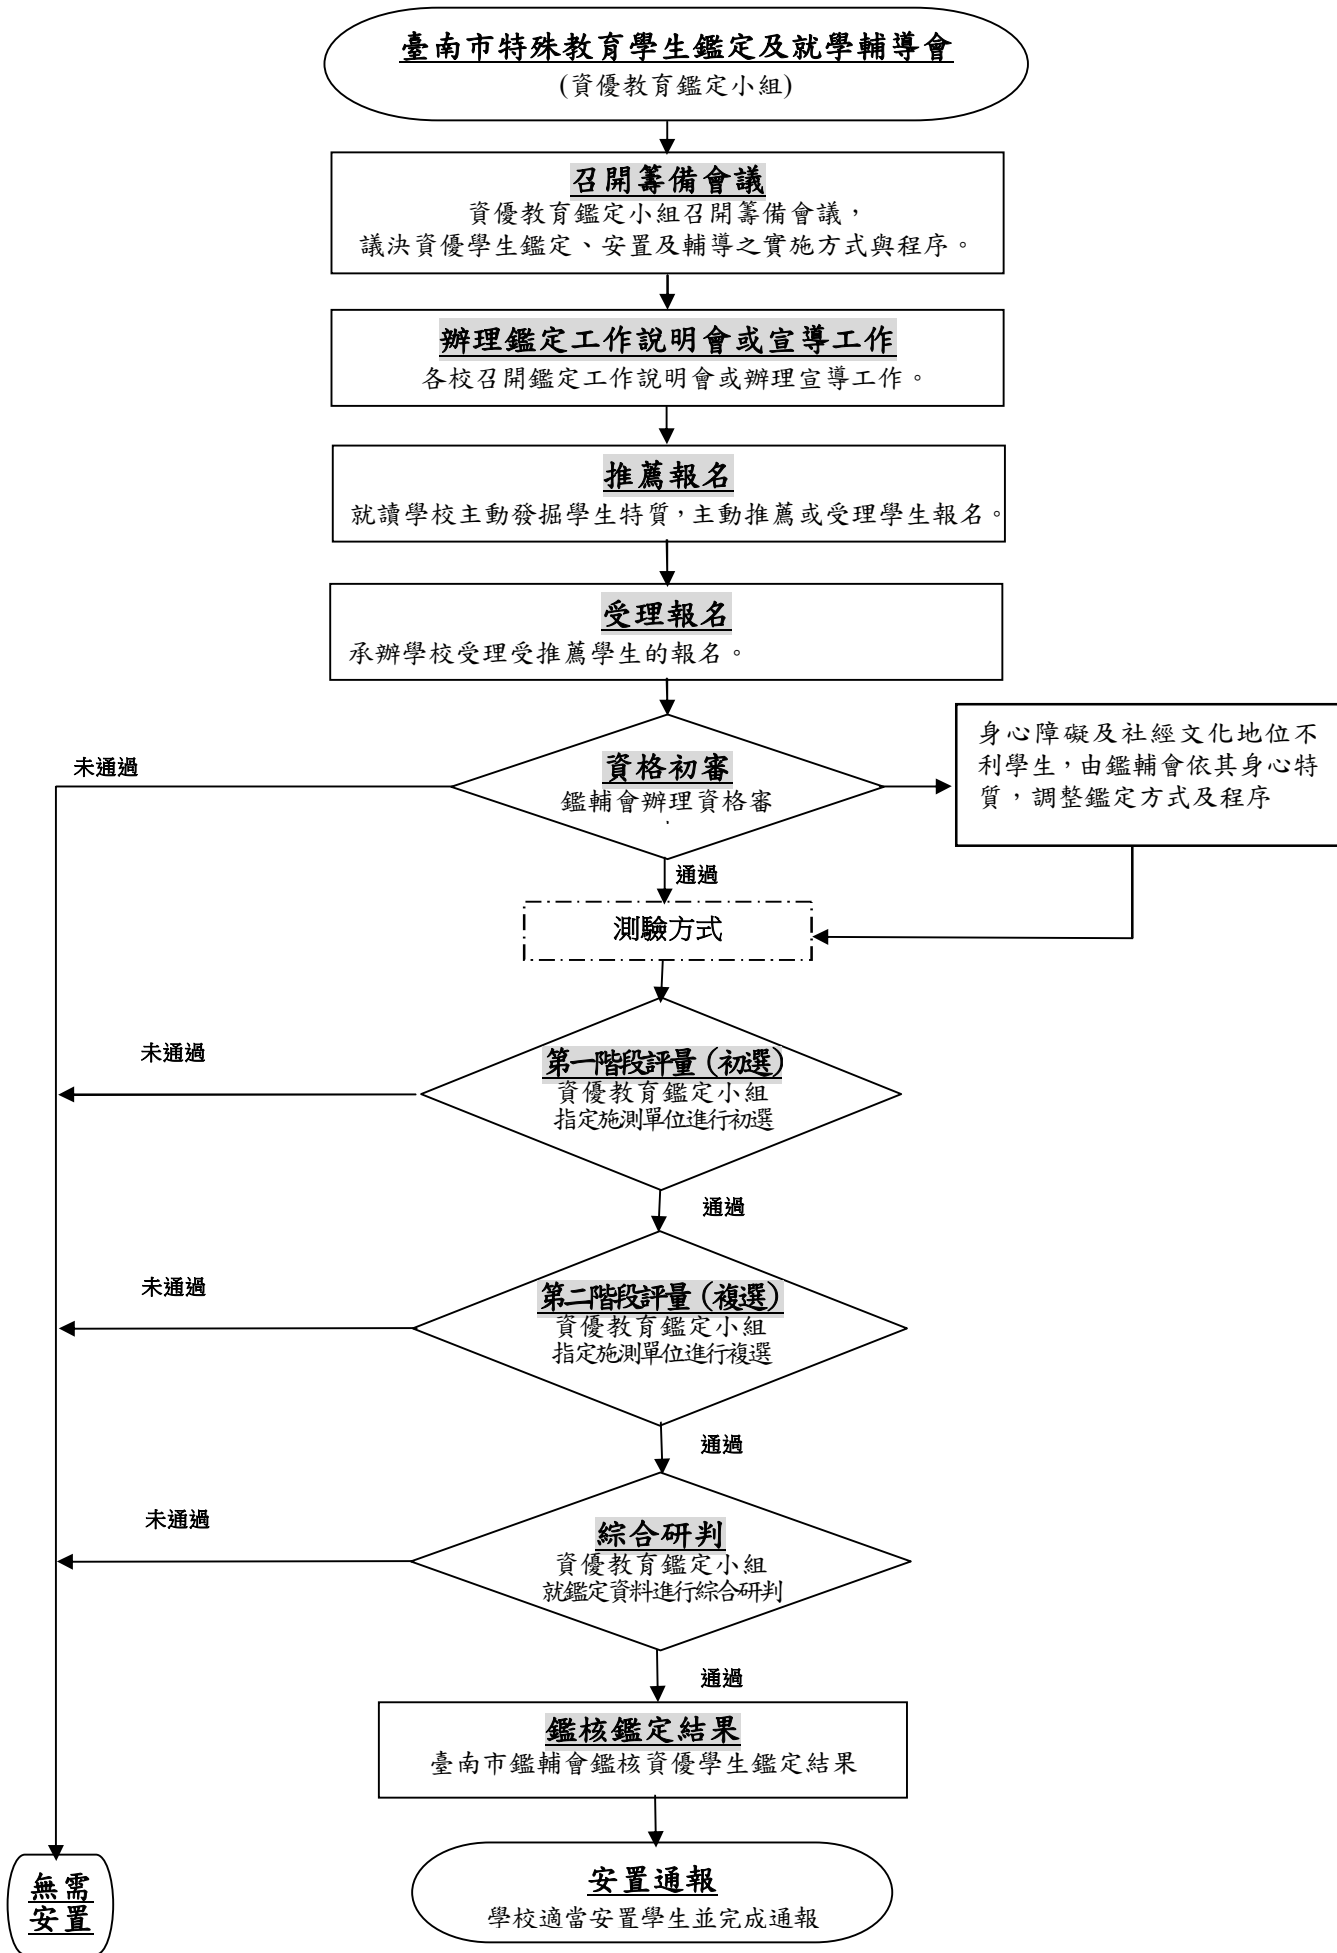 臺南市特殊教育學生鑑定及就學輔導會
(資優教育鑑定小組)
召開籌備會議
資優教育鑑定小組召開籌備會議，
議決資優學生鑑定、安置及輔導之實施方式與程序。
辦理鑑定工作說明會或宣導工作
各校召開鑑定工作說明會或辦理宣導工作。
推薦報名
就讀學校主動發掘學生特質，主動推薦或受理學生報名。
受理報名
承辦學校受理受推薦學生的報名。
資格初審
鑑輔會辦理資格審
未通過
身心障礙及社經文化地位不
利學生，由鑑輔會依其身心特
質，調整鑑定方式及程序
通過
測驗方式
未通過
第一階段評量（初選）
資優教育鑑定小組
指定施測單位進行初選
通過
未通過
第二階段評量（複選）
資優教育鑑定小組
指定施測單位進行複選
通過
未通過
綜合研判
資優教育鑑定小組
就鑑定資料進行綜合研判
通過
鑑核鑑定結果
臺南市鑑輔會鑑核資優學生鑑定結果
無需
安置
安置通報
學校適當安置學生並完成通報